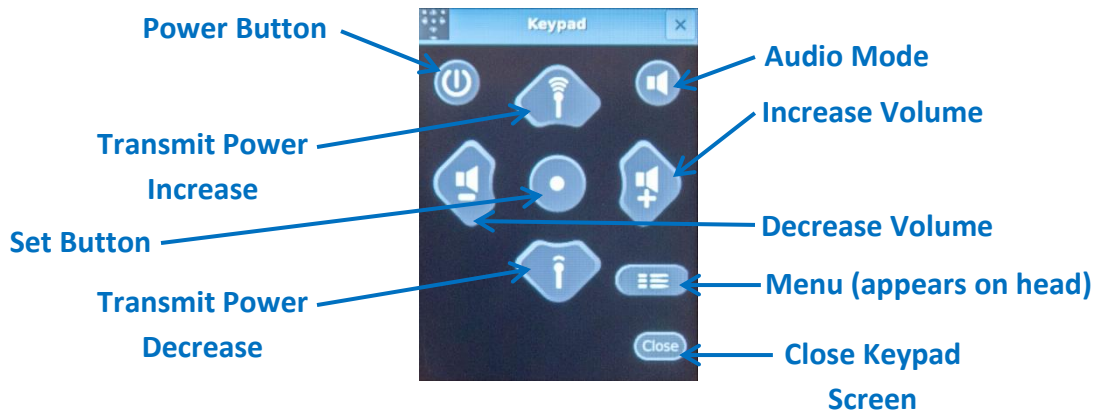 Power Button
Keypad
Audio Mode
Increase Volume
Transmit Power
Increase
Set Button
Decrease Volume
Transmit Power
Decrease
Menu (appears on head)
Close
Close Keypad
Screen